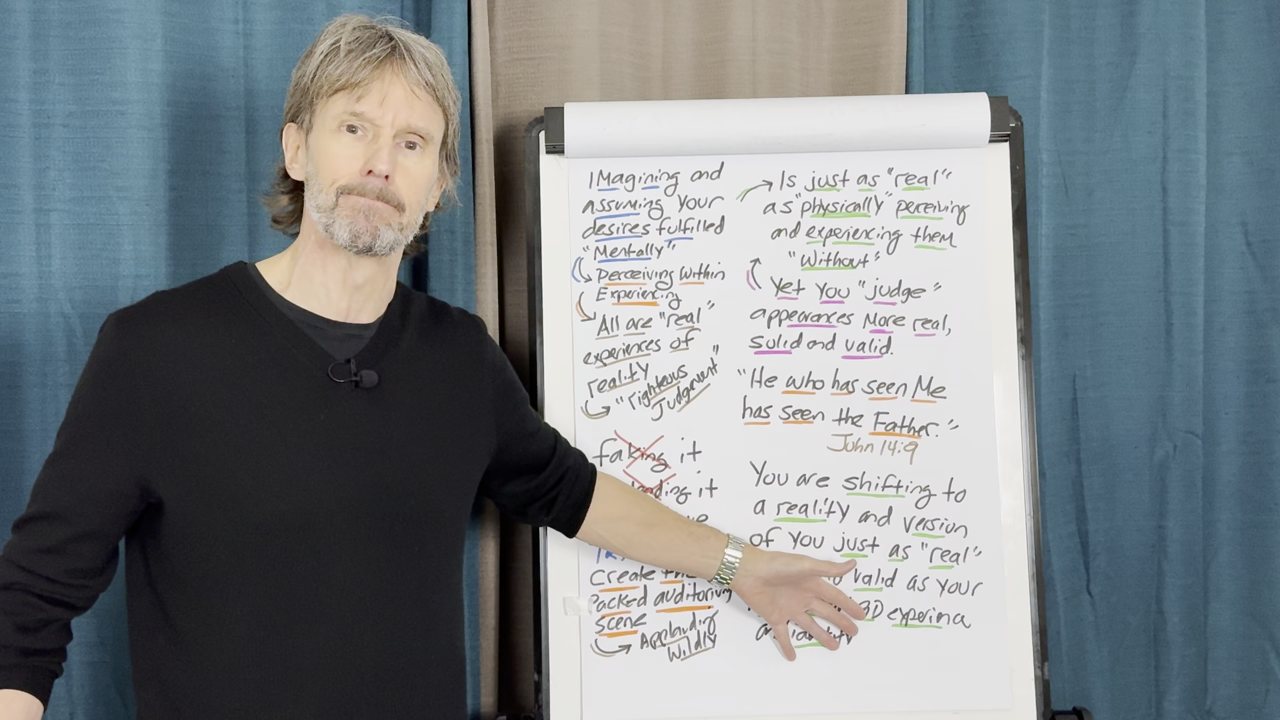 IMagining and
assuming your
desires fulfilled
"Mentally"
Perceiving within
Experiencing
All are "real"
experiences of
reality
"righteous
Judgment"
faking it
it
Create
Packed auditorium
scene
Applauding
Wildly
Is just as "real"
as "physically" perceiving
and experiencing them
"Without"
Yet you "judge"
appearances More real,
solid and valid.
"He who has seen Me
has seen the Father."
John 14:9
You are shifting to
a reality and version
of you just as "real"
valid as your
3D experience